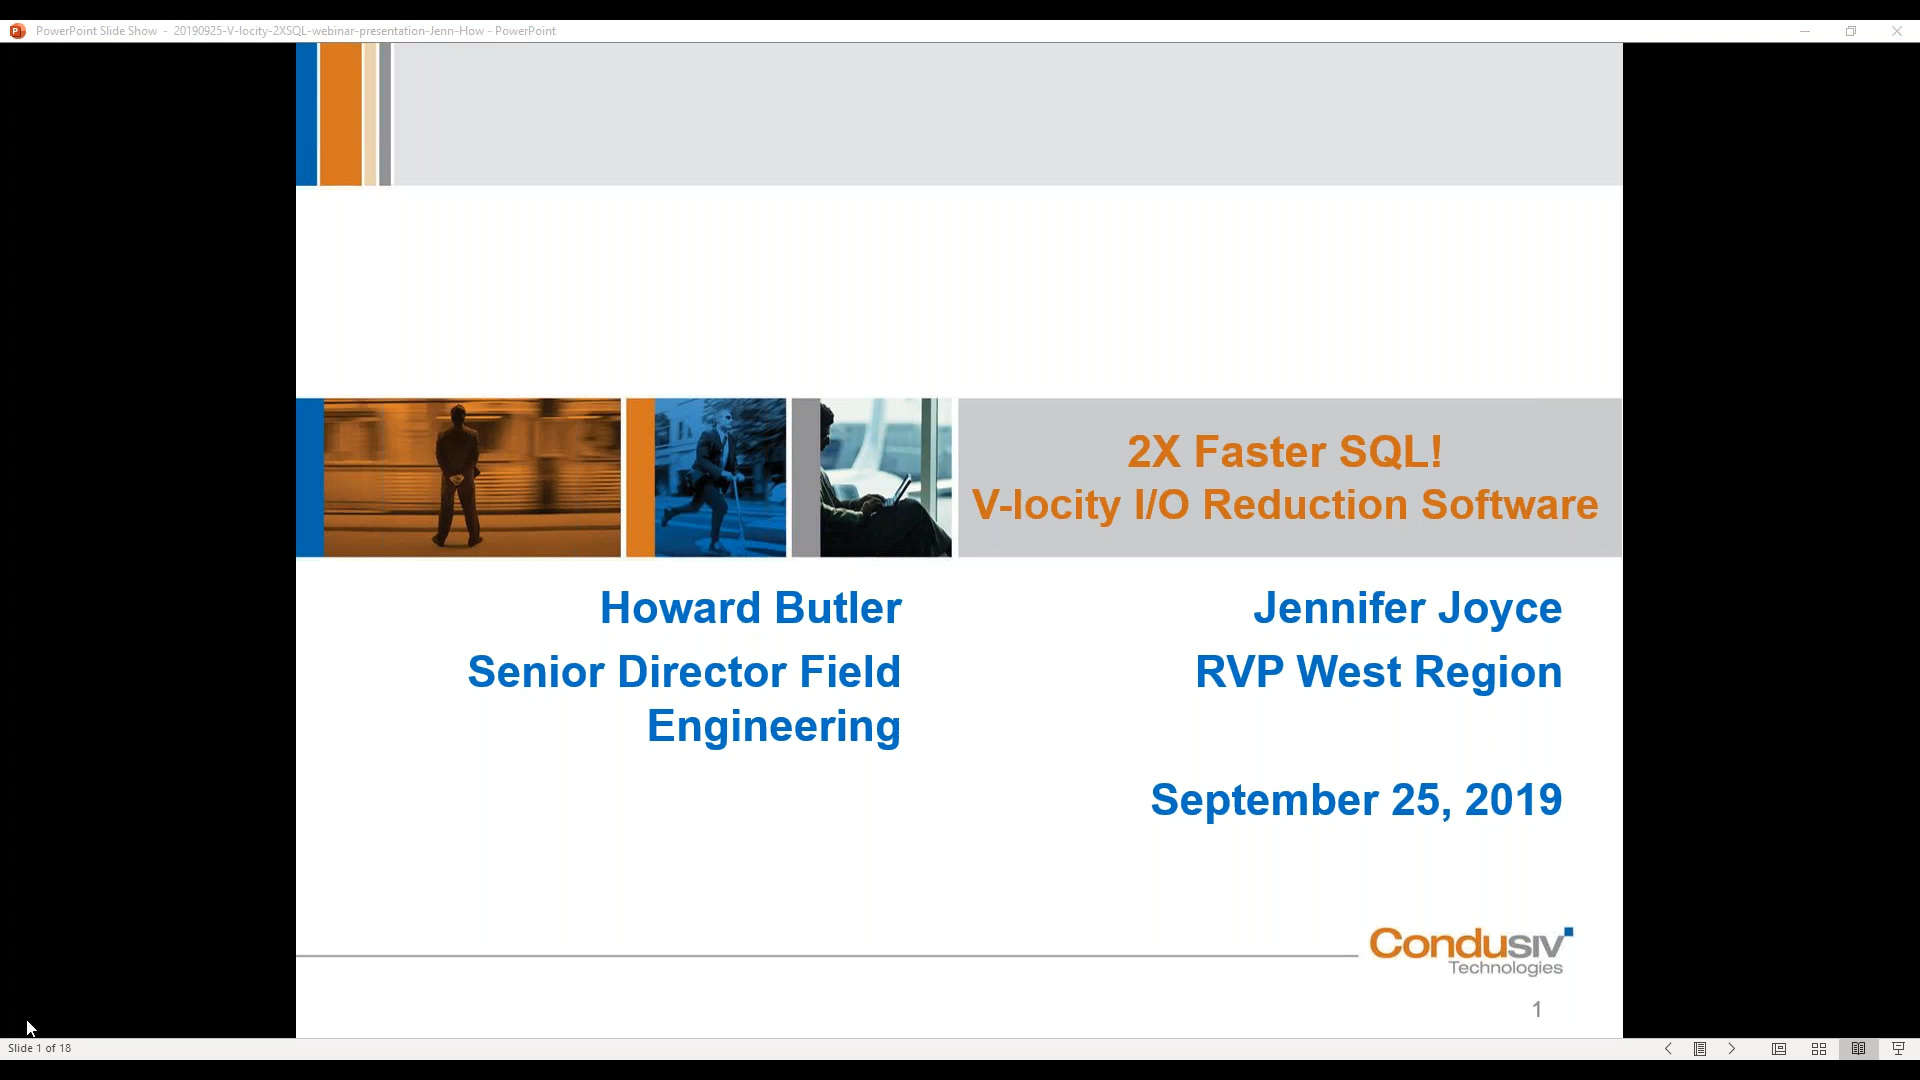 PowerPoint Slide Show - 20190925-V-locity-2XSQL-webinar-presentation-Jenn-How - PowerPoint
2X Faster SQL!
V-locity I/O Reduction Software
Howard Butler
Senior Director Field
Engineering
Jennifer Joyce
RVP West Region
September 25, 2019
Condusiv
Technologies
1
Slide 1 of 18